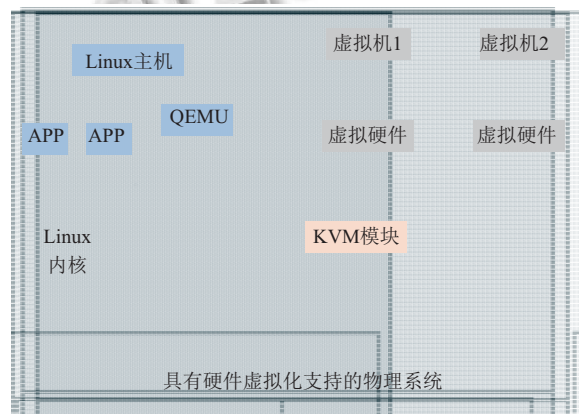 Linux主机
虚拟机1
虚拟机2
APP
APP
QEMU
虚拟硬件
虚拟硬件
Linux
内核
KVM模块
具有硬件虚拟化支持的物理系统